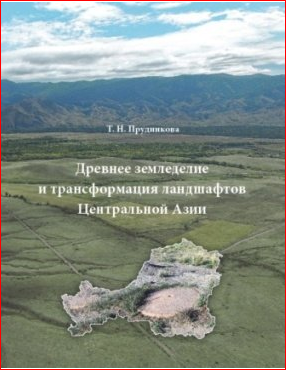 Т. Н. Прудникова
Древнее земледелие
и трансформация ландшафтов
Центральной Азии